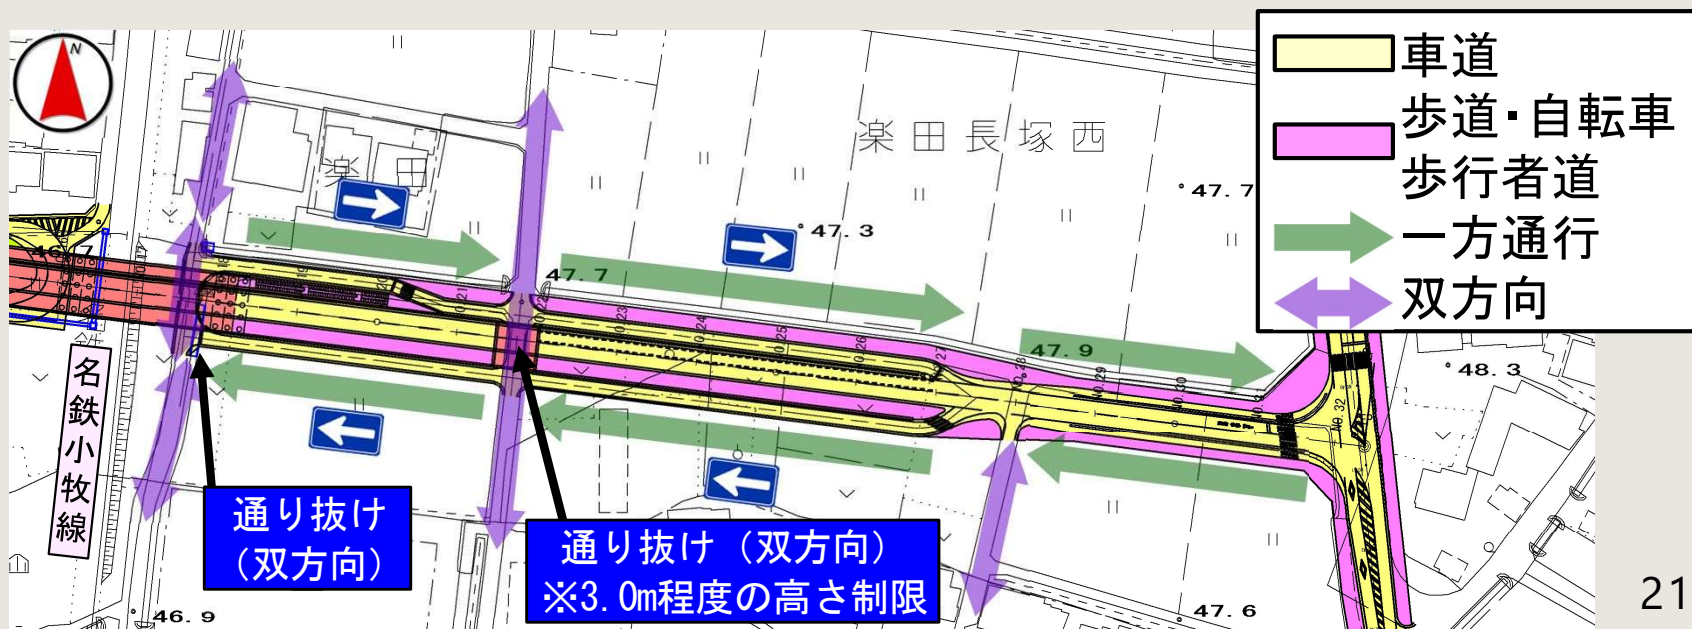 N
車道
歩道・自転車
歩行者道
一方通行
双方向
楽田長塚西
楽田
47.7
47.3
47.7
47.9
48.3
47.6
46.9
NO.32
名鉄小牧線
通り抜け
（双方向）
通り抜け（双方向）
※3.0m程度の高さ制限
21